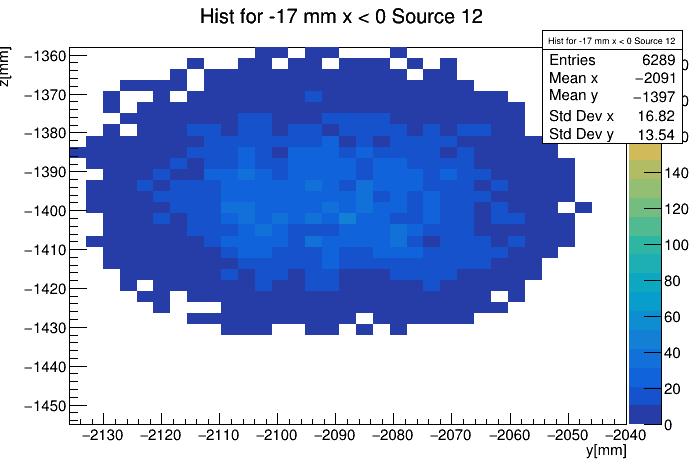 Hist for -17 mm x < 0 Source 12
z[mm]
−1360
−1370
−1380
−1390
−1400
−1410
−1420
−1430
−1440
−1450
Hist for -17 mm x < 0 Source 12
Entries 6289
Mean x −2091
Mean y −1397
Std Dev x 16.82
Std Dev y 13.54
140
120
100
80
60
40
20
0
−2130 −2120 −2110 −2100 −2090 −2080 −2070 −2060 −2050 −2040
y[mm]